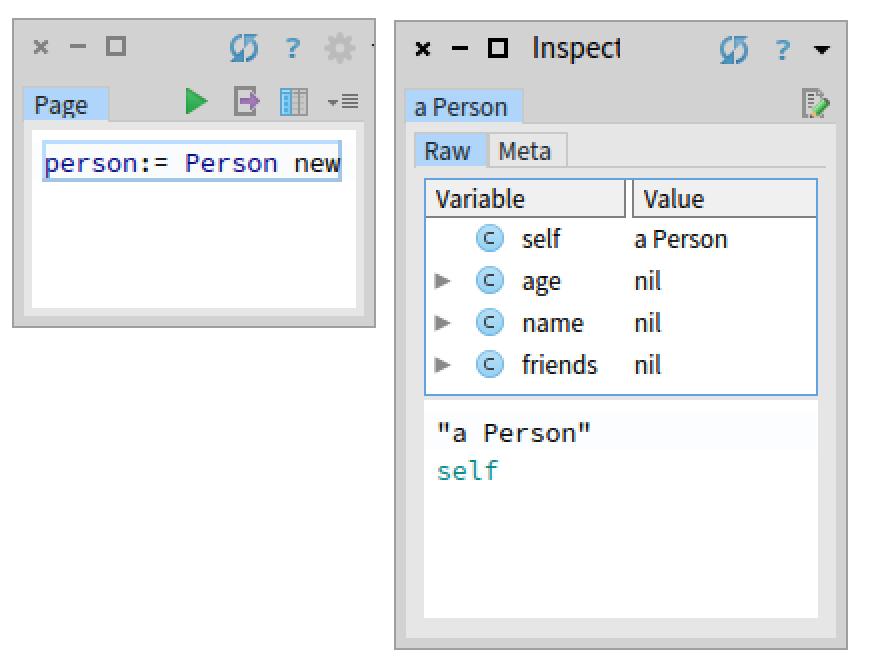 ?
Page
person:= Person new
Inspect
?
a Person
Raw Meta
Variable Value
C self a Person
C age nil
C name nil
C friends nil
"a Person"
self